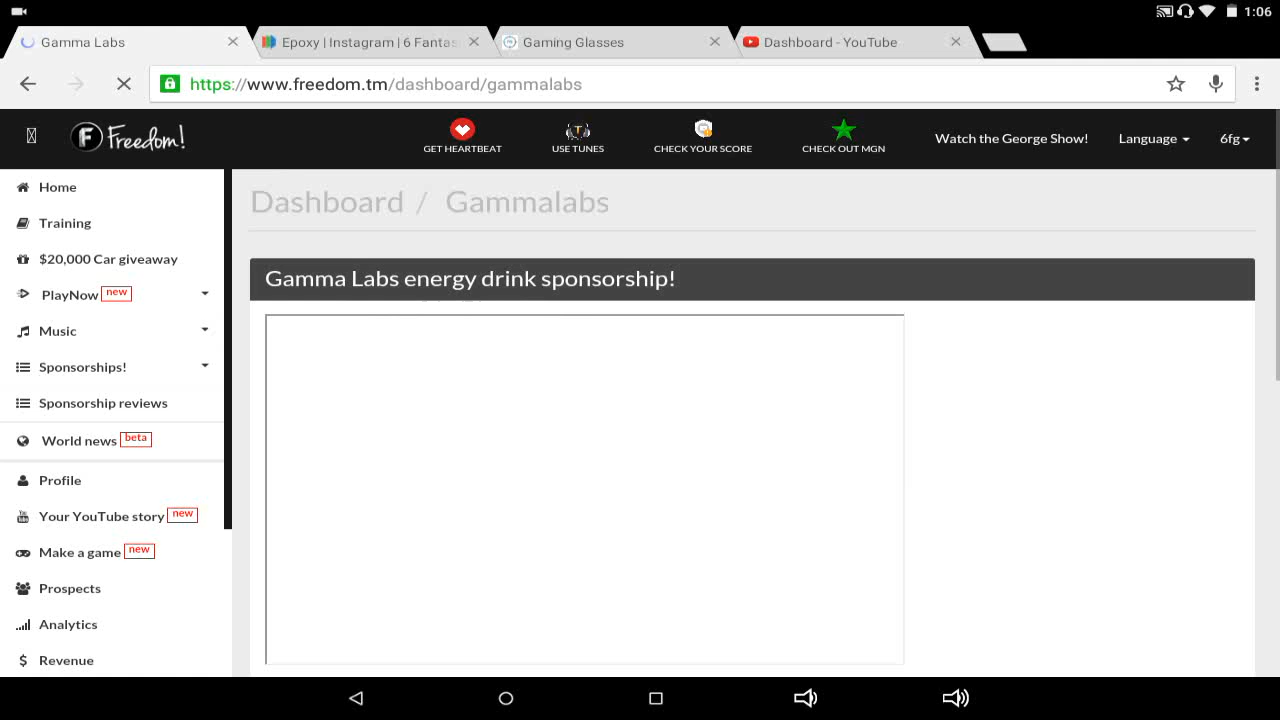 1:06
Gamma Labs
Epoxy | Instagram | 6 Fantas
Gaming Glasses
Dashboard - YouTube
https://www.freedom.tm/dashboard/gammalabs
F Freedom!
GET HEARTBEAT
USE TUNES
CHECK YOUR SCORE
CHECK OUT MGN
Watch the George Show!
Language
6fg
Home
Training
$20,000 Car giveaway
PlayNow new
Music
Sponsorships!
Sponsorship reviews
World news beta
Profile
Your YouTube story new
Make a game new
Prospects
Analytics
$ Revenue
Dashboard / Gammalabs
Gamma Labs energy drink sponsorship!